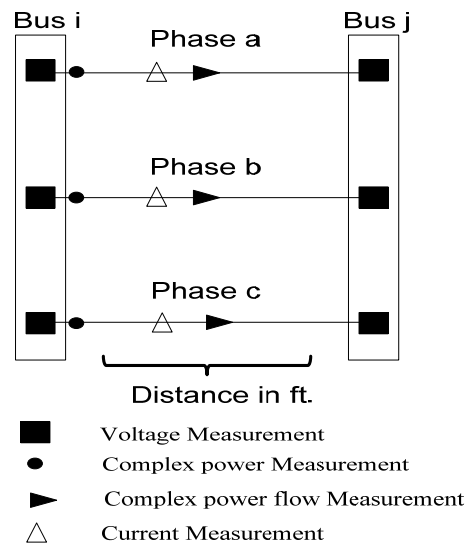 Bus i
Bus j
Phase a
Phase b
Phase c
Distance in ft.
Voltage Measurement
Complex power Measurement
Complex power flow Measurement
Current Measurement